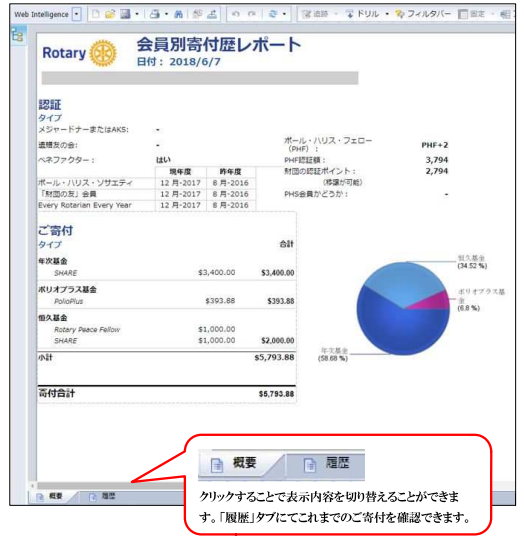 Web Intelligence
追跡 ドリル フィルタバー 固定
Rotary
会員別寄付歴レポート
日付： 2018/6/7
認証
タイプ
メジャードナーまたはAKS: -
遺贈友の会: -
ベネファクター： はい
現年度 昨年度
ポール・ハリス・ソサエティ 12 月-2017 8 月-2016
「財団の友」会員 12 月-2017 8 月-2016
Every Rotarian Every Year 12 月-2017 8 月-2016
ポール・ハリス・フェロー
（PHF）： PHF+2
PHF認証額： 3,794
財団の認証ポイント： 2,794
（移譲が可能）
PHS会員かどうか： -
ご寄付
タイプ 合計
年次基金
SHARE $3,400.00 $3,400.00
ポリオプラス基金
PolioPlus $393.88 $393.88
恒久基金
Rotary Peace Fellow $1,000.00
SHARE $1,000.00 $2,000.00
小計 $5,793.88
寄付合計 $5,793.88
恒久基金
(34.52 %)
ポリオプラス基
金
(6.8 %)
年次基金
(58.68 %)
概要 履歴
クリックすることで表示内容を切り替えることができま
す。「履歴」タブにてこれまでのご寄付を確認できます。
概要 履歴